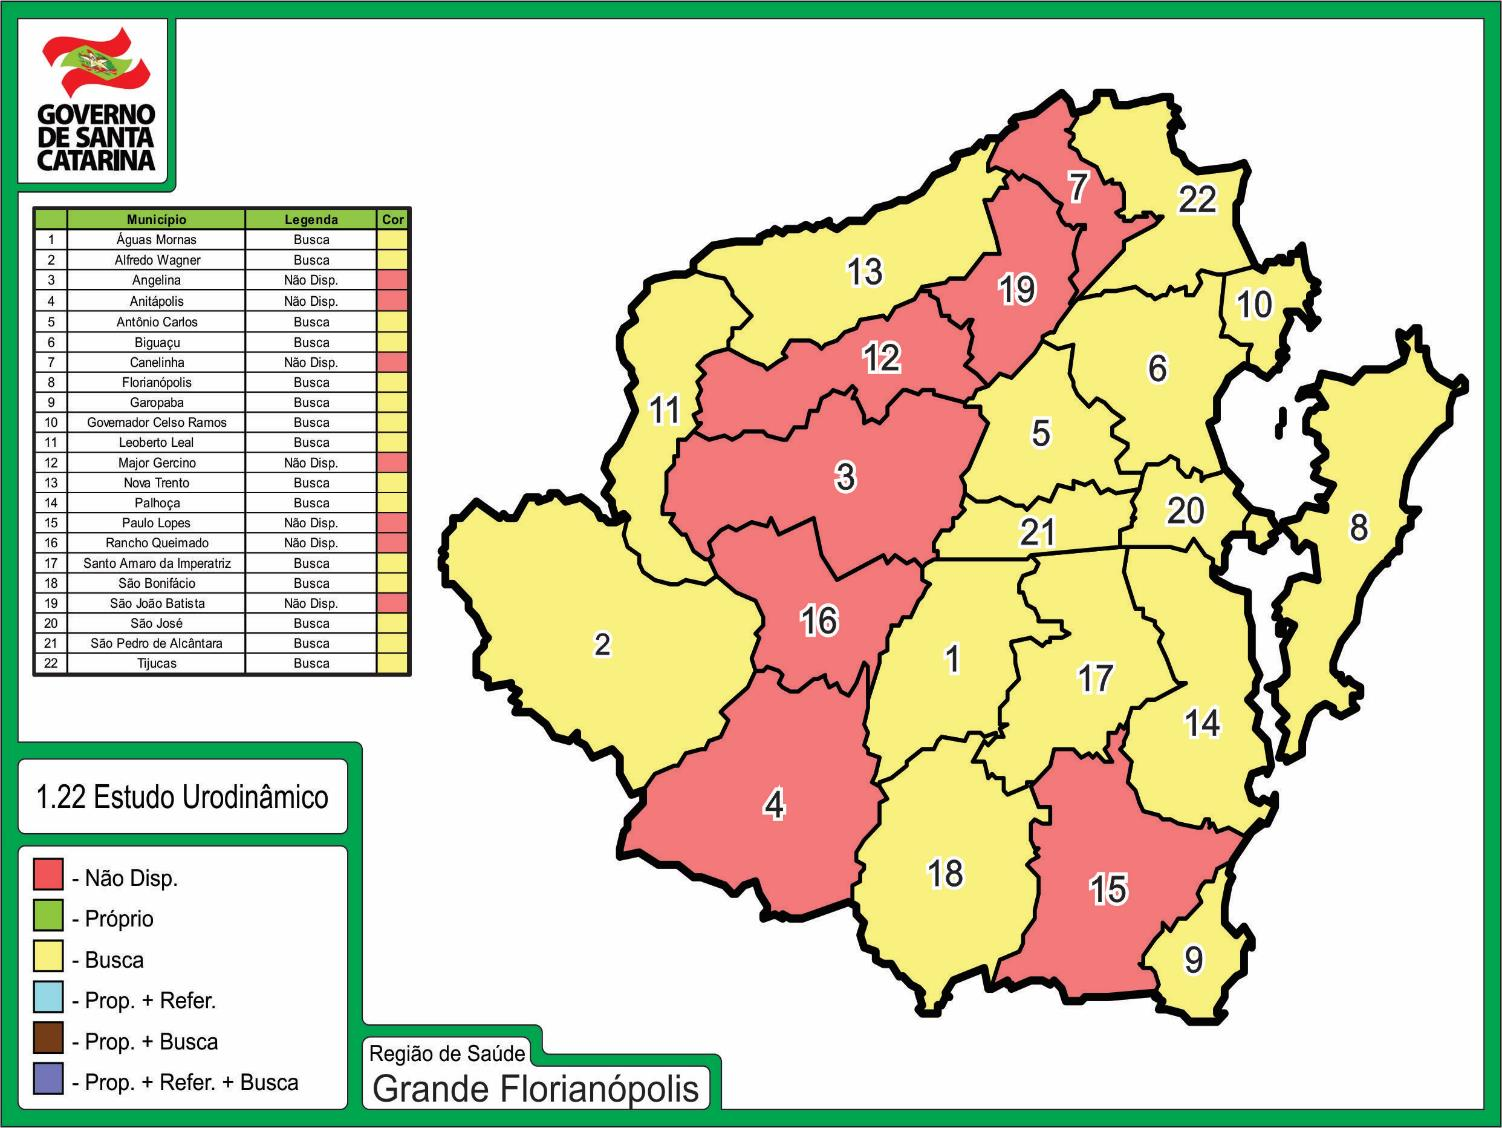 GOVERNO
DE SANTA
CATARINA
Município Legenda Cor
1 Águas Mornas Busca
2 Alfredo Wagner Busca
3 Angelina Não Disp.
4 Anitápolis Não Disp.
5 Antônio Carlos Busca
6 Biguaçu Busca
7 Canelinha Não Disp.
8 Florianópolis Busca
9 Garopaba Busca
10 Governador Celso Ramos Busca
11 Leoberto Leal Busca
12 Major Gercino Não Disp.
13 Nova Trento Busca
14 Palhoça Busca
15 Paulo Lopes Não Disp.
16 Rancho Queimado Não Disp.
17 Santo Amaro da Imperatriz Busca
18 São Bonifácio Busca
19 São João Batista Não Disp.
20 São José Busca
21 São Pedro de Alcântara Busca
22 Tijucas Busca
7
22
13
19
10
12
6
11
5
3
20
21
8
16
2
1
17
14
4
18
15
9
1.22 Estudo Urodinâmico
- Não Disp.
- Próprio
- Busca
- Prop. + Refer.
- Prop. + Busca
- Prop. + Refer. + Busca
Região de Saúde
Grande Florianópolis